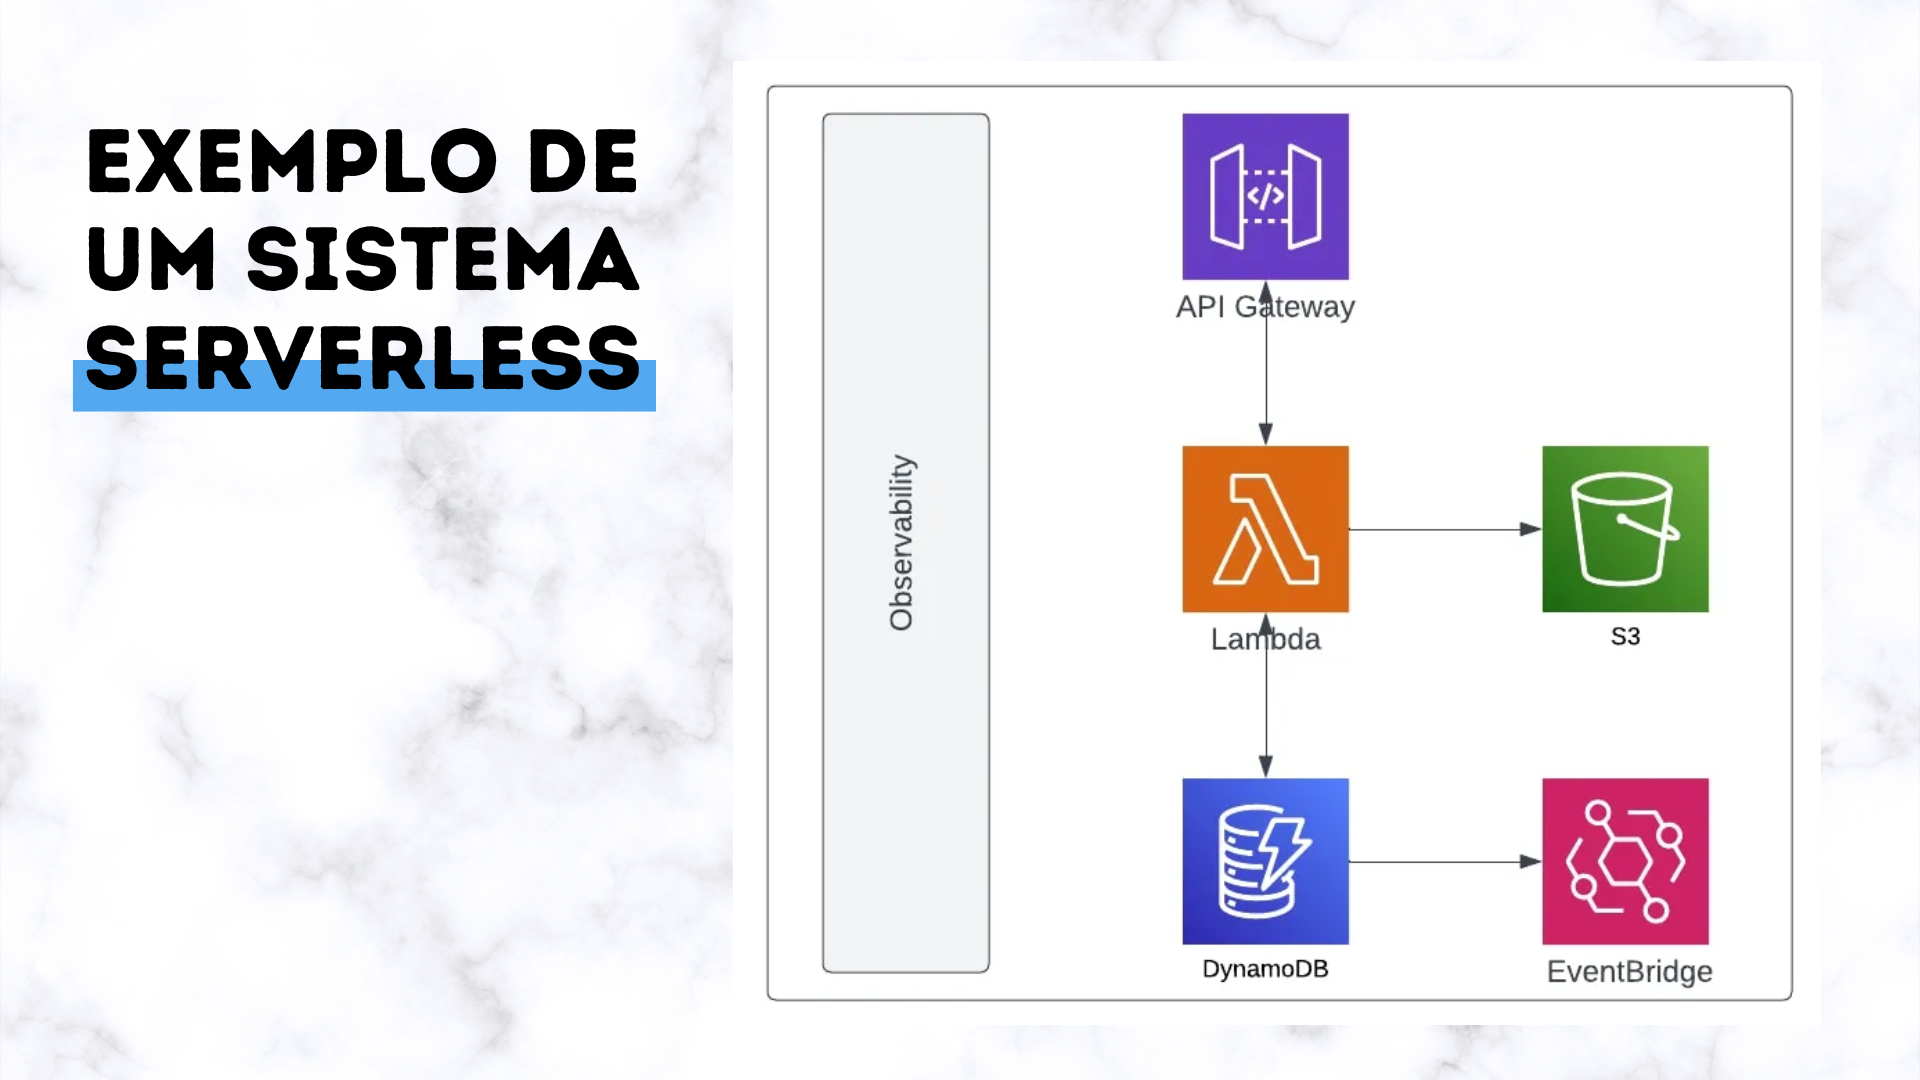 EXEMPLO DE
UM SISTEMA
SERVERLESS
Observability
API Gateway
Lambda
S3
DynamoDB
EventBridge